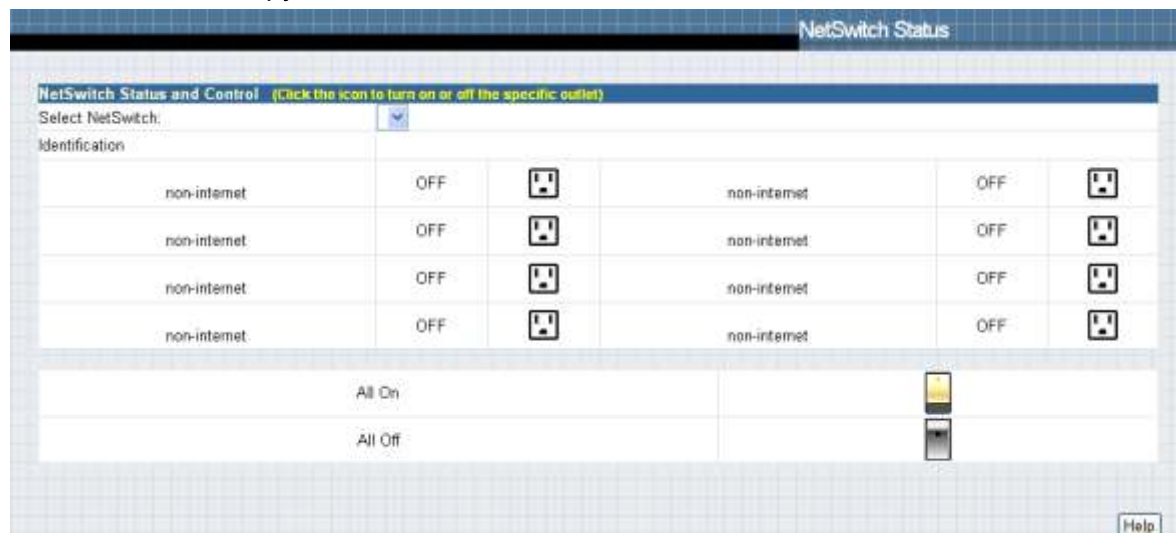 NetSwitch Status
NetSwitch Status and Control (Click the icon to turn on or off the specific outlet)
Select NetSwitch:
Identification
non-internet OFF non-internet OFF
non-internet OFF non-internet OFF
non-internet OFF non-internet OFF
non-internet OFF non-internet OFF
All On
All Off
Help